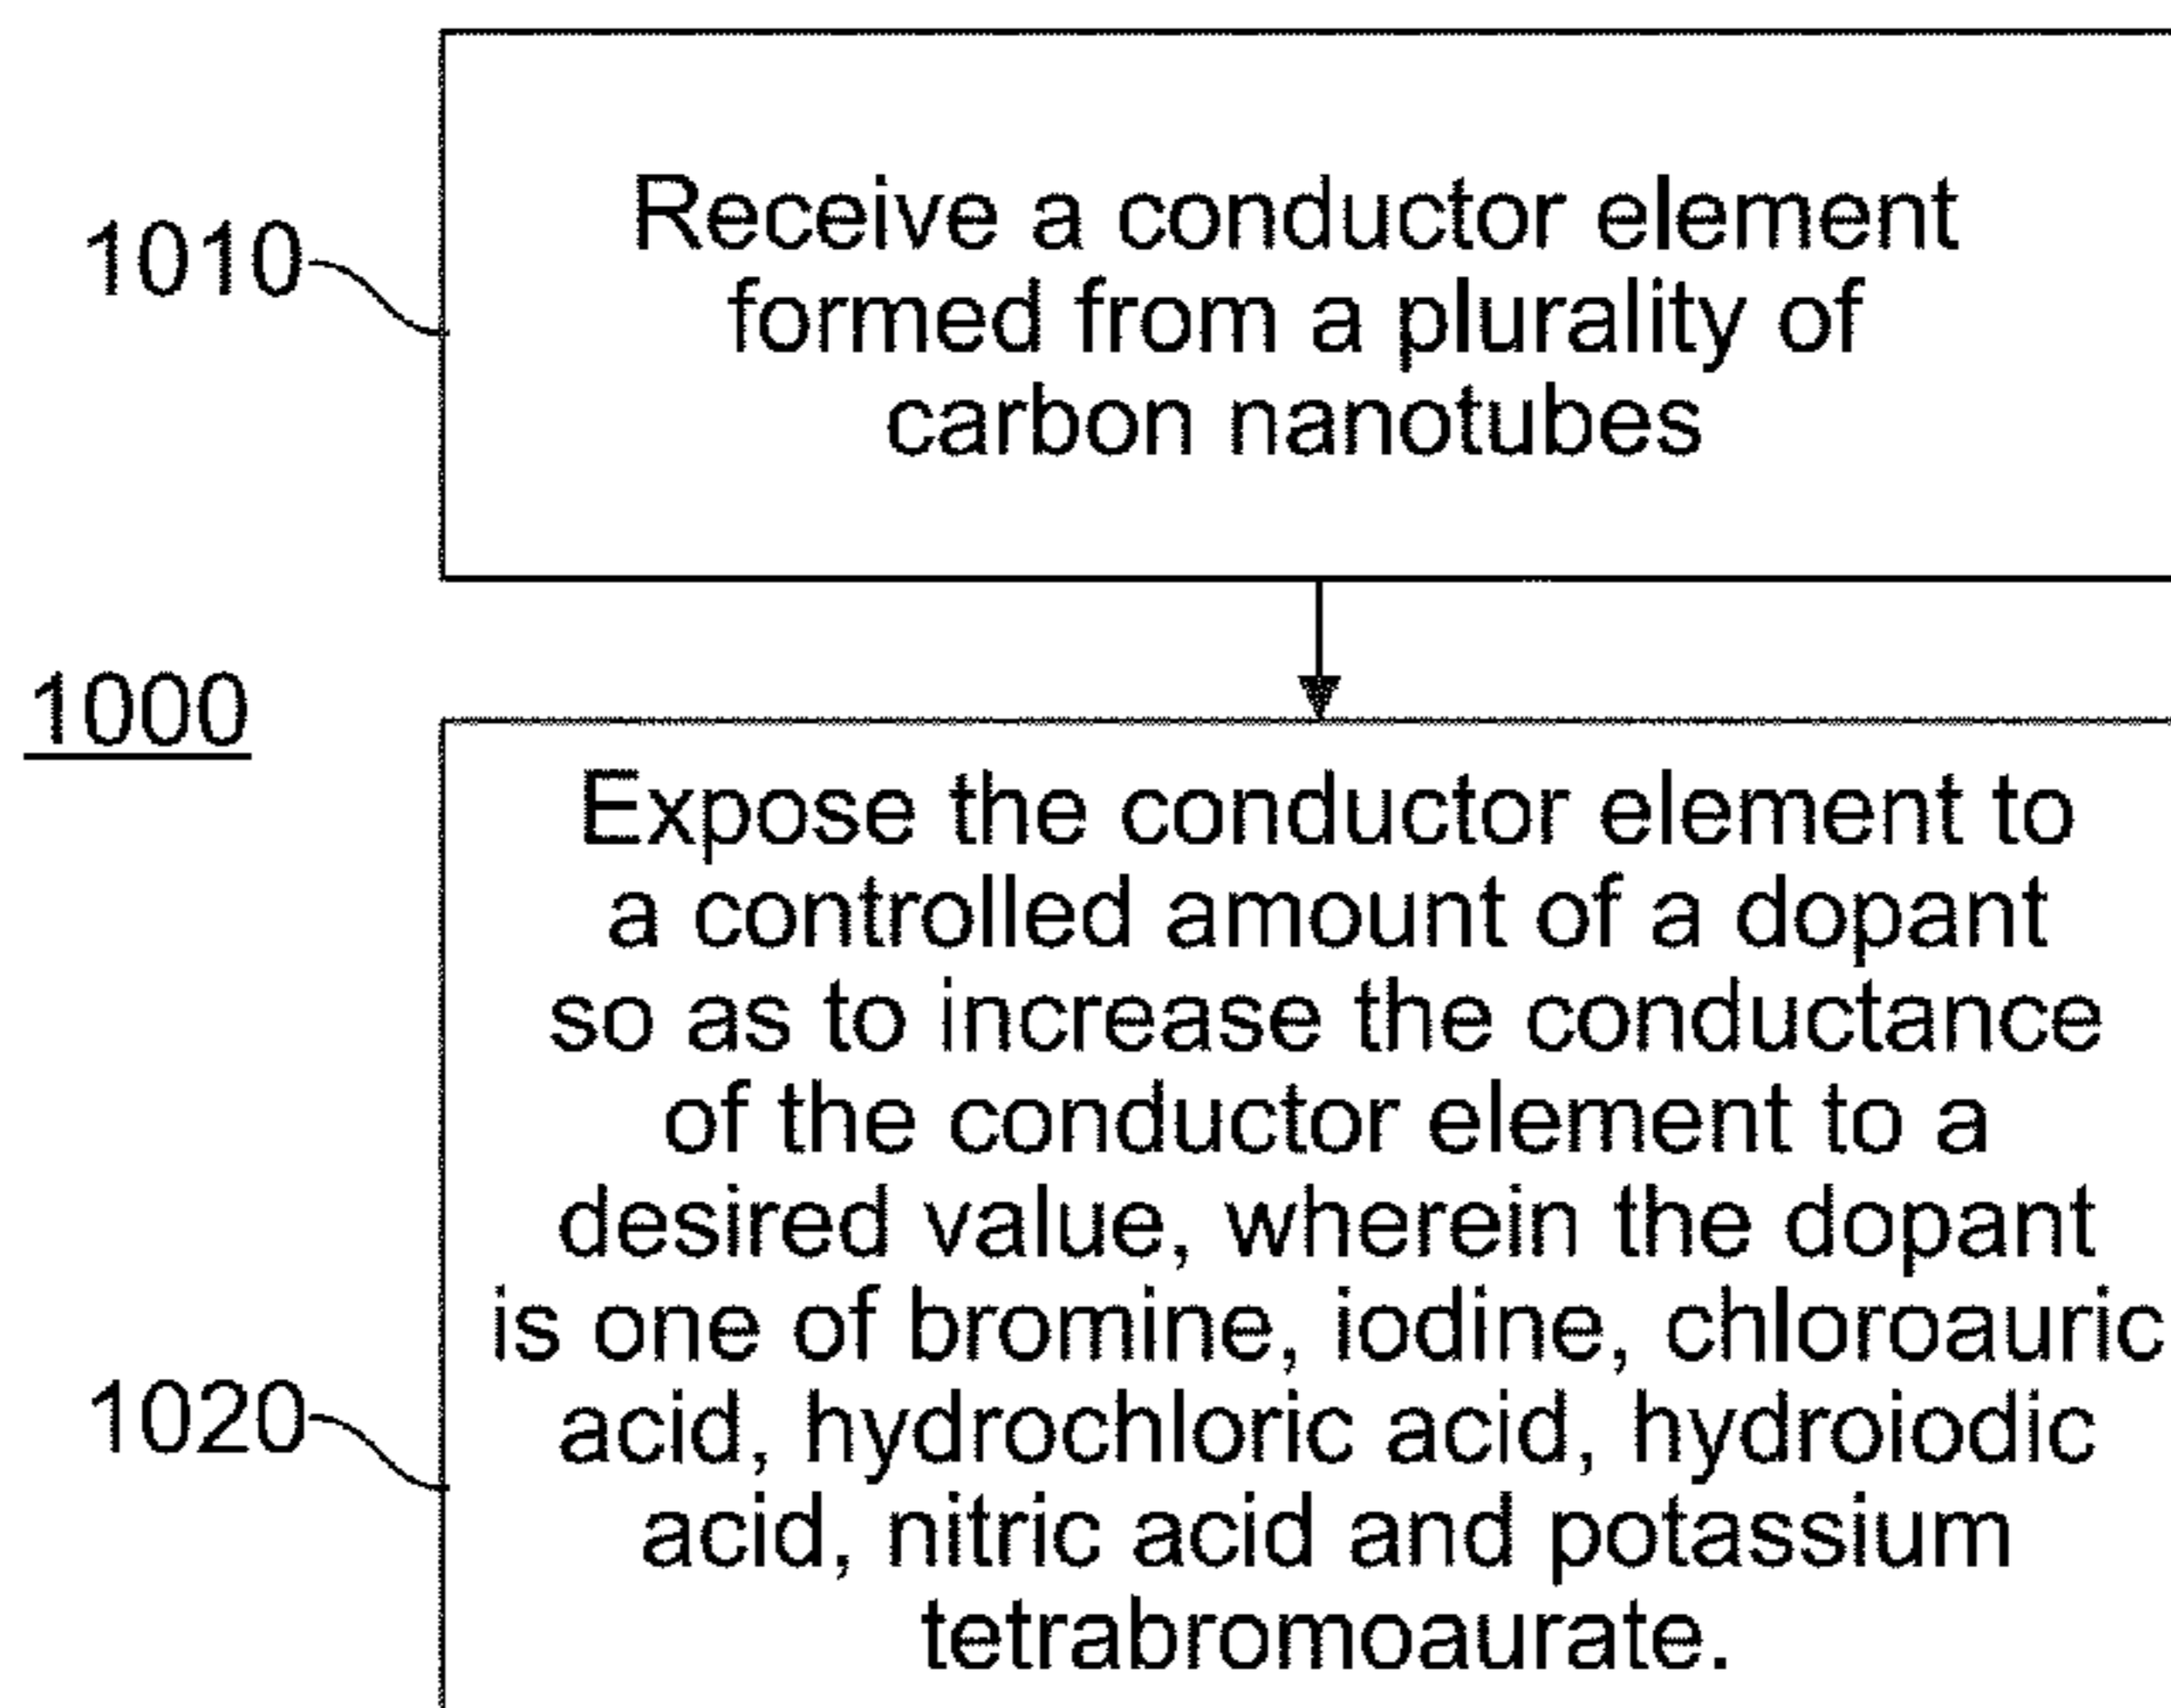 1010
Receive a conductor element
formed from a plurality of
carbon nanotubes
1000
Expose the conductor element to
a controlled amount of a dopant
so as to increase the conductance
of the conductor element to a
desired value, wherein the dopant
is one of bromine, iodine, chloroauric
acid, hydrochloric acid, hydroiodic
acid, nitric acid and potassium
tetrabromoaurate.
1020